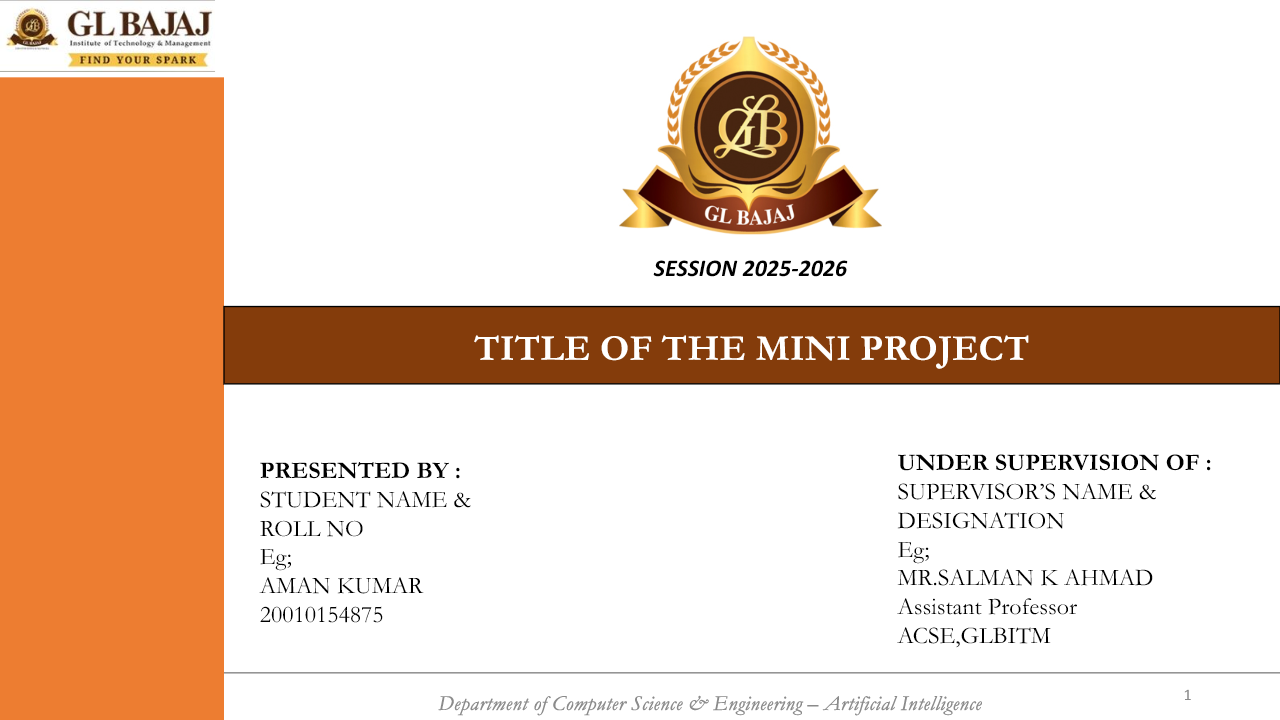 GL BAJAJ
Institute of Technology & Management
FIND YOUR SPARK
GL BAJAJ
SESSION 2025-2026
TITLE OF THE MINI PROJECT
PRESENTED BY :
STUDENT NAME &
ROLL NO
Eg;
AMAN KUMAR
20010154875
UNDER SUPERVISION OF :
SUPERVISOR’S NAME &
DESIGNATION
Eg;
MR.SALMAN K AHMAD
Assistant Professor
ACSE,GLBITM
Department of Computer Science & Engineering – Artificial Intelligence
1